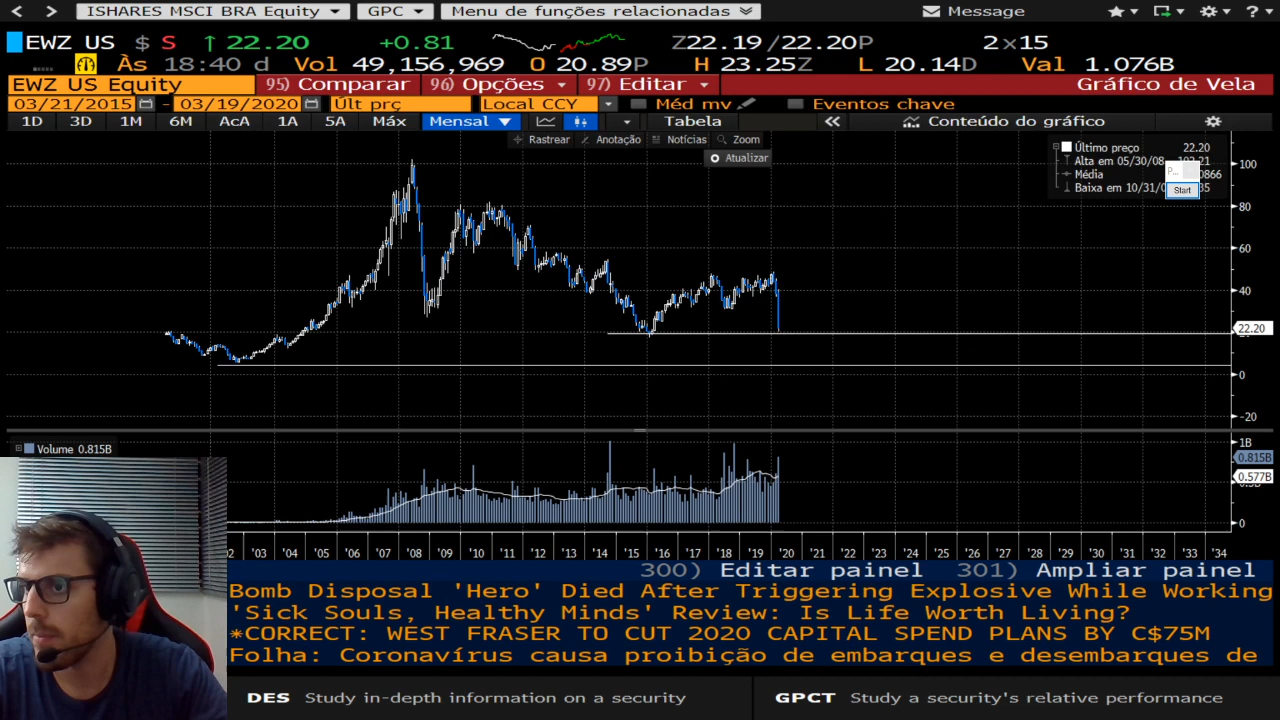 ISHARES MSCI BRA Equity GPC Menu de funções relacionadas Message
EWZ US $ S ↑ 22.20 +0.81 Z22.19/22.20P 2×15
Às 18:40 d Vol 49,156,969 O 20.89P H 23.25Z L 20.14D Val 1.076B
EWZ US Equity 95) Comparar 96) Opções 97) Editar Gráfico de Vela
03/21/2015 - 03/19/2020 Últ prç Local CCY Méd mv Eventos chave
1D 3D 1M 6M AcA 1A 5A Máx Mensal Tabela Conteúdo do gráfico
Rastrear Anotação Notícias Zoom
Atualizar
Último preço 22.20
Alta em 05/30/08
Média 0866
Baixa em 10/31/0
P...
Start
100
80
60
40
22.20
0
-20
Volume 0.815B
1B
0.815B
0.577B
0
02 '03 '04 '05 '06 '07 '08 '09 '10 '11 '12 '13 '14 '15 '16 '17 '18 '19 '20 '21 '22 '23 '24 '25 '26 '27 '28 '29 '30 '31 '32 '33 '34
300) Editar painel 301) Ampliar painel
Bomb Disposal 'Hero' Died After Triggering Explosive While Working
'Sick Souls, Healthy Minds' Review: Is Life Worth Living?
*CORRECT: WEST FRASER TO CUT 2020 CAPITAL SPEND PLANS BY C$75M
Folha: Coronavírus causa proibição de embarques e desembarques de
DES Study in-depth information on a security GPCT Study a security's relative performance